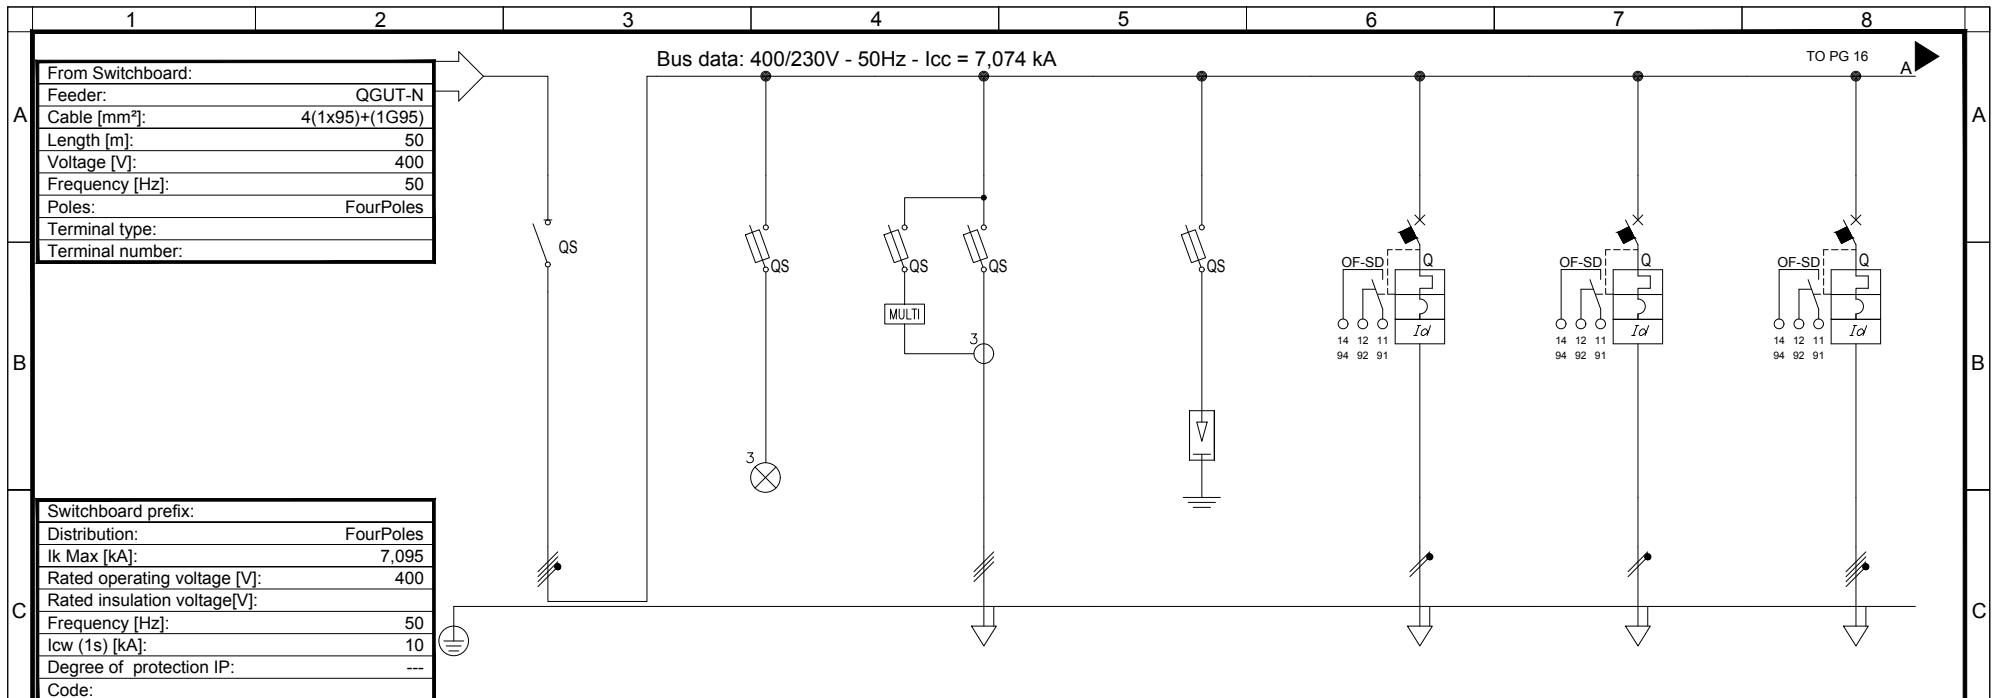 1 2 3 4 5 6 7 8
Bus data: 400/230V - 50Hz - Icc = 7,074 kA
TO PG 16
A
A
A
From Switchboard:
Feeder: QGUT-N
Cable [mm²]: 4(1x95)+(1G95)
Length [m]: 50
Voltage [V]: 400
Frequency [Hz]: 50
Poles: FourPoles
Terminal type:
Terminal number:
QS
QS
QS
QS
QS
MULTI
3
3
OF-SD Q
Id
14 12 11
94 92 91
OF-SD Q
Id
14 12 11
94 92 91
OF-SD Q
Id
14 12 11
94 92 91
B
B
Switchboard prefix:
Distribution: FourPoles
Ik Max [kA]: 7,095
Rated operating voltage [V]: 400
Rated insulation voltage[V]:
Frequency [Hz]: 50
Icw (1s) [kA]: 10
Degree of protection IP: ---
Code:
C
C